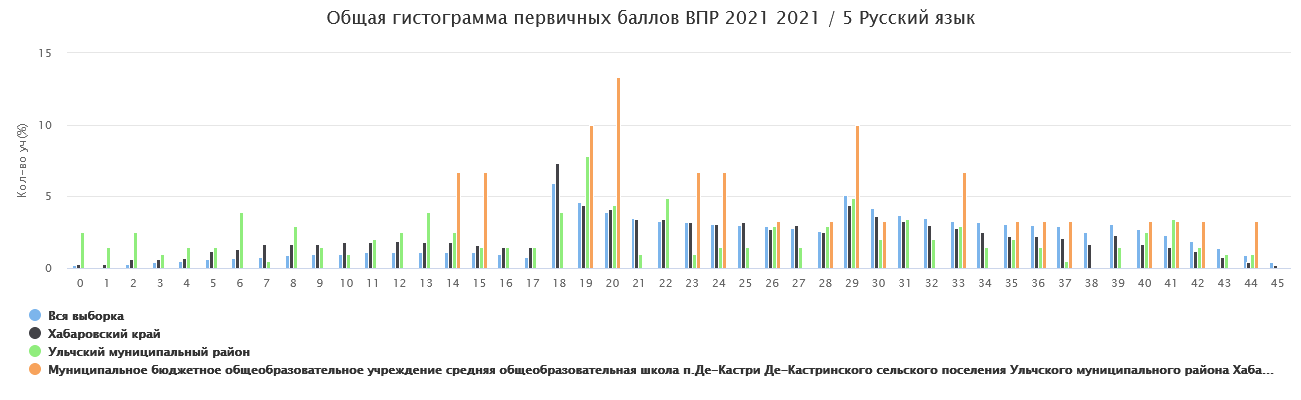 Общая гистограмма первичных баллов ВПР 2021 2021 / 5 Русский язык
15
10
5
0
Кол-во уч(%)
0 1 2 3 4 5 6 7 8 9 10 11 12 13 14 15 16 17 18 19 20 21 22 23 24 25 26 27 28 29 30 31 33 34 35 36 37 38 39 40 41 42 43 44 45
Вся выборка
Хабаровский край
Ульчский муниципальный район
Муниципальное бюджетное общеобразовательное учреждение средняя общеобразовательная школа п.Де-Кастри Де-Кастринского сельского поселения Ульчского муниципального района Хаба...